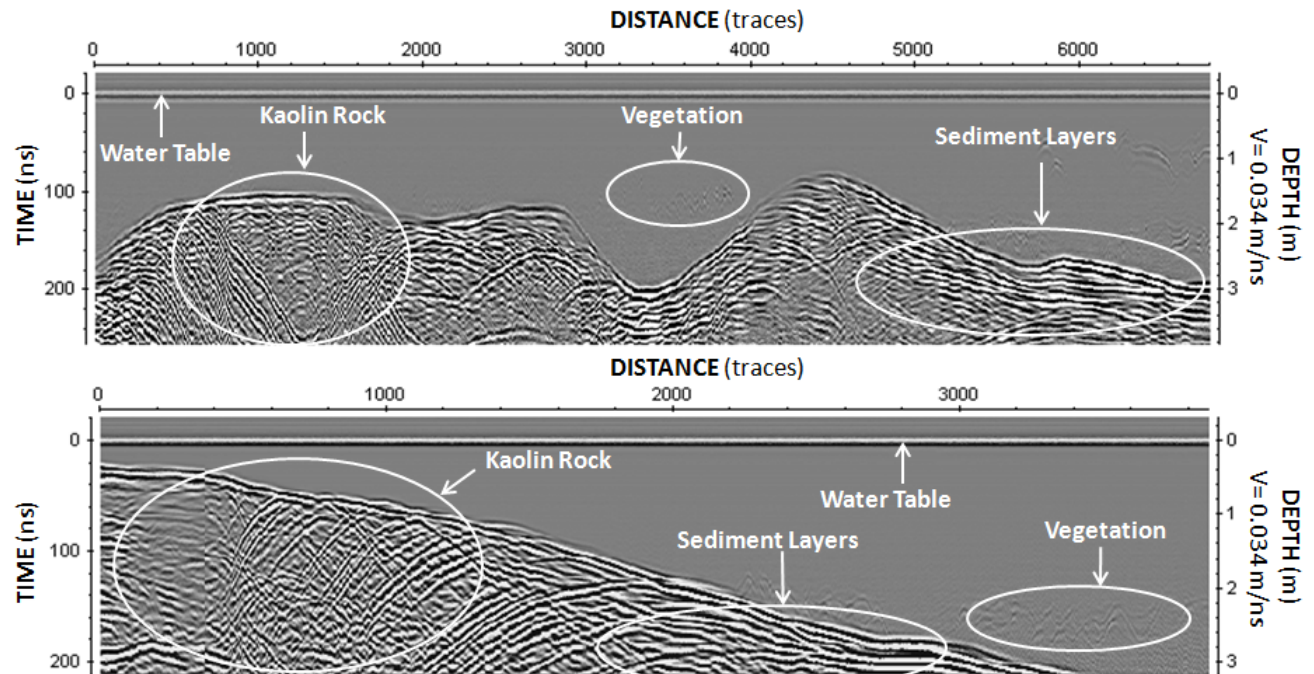 DISTANCE (traces)
0 1000 2000 3000 4000 5000 6000
0
100
200
TIME (ns)
Kaolin Rock
Water Table
Vegetation
Sediment Layers
0
1
2
3
DEPTH (m)
V= 0.034 m/ns
DISTANCE (traces)
0 1000 2000 3000
0
100
200
TIME (ns)
Kaolin Rock
Water Table
Sediment Layers
Vegetation
0
1
2
3
DEPTH (m)
V= 0.034 m/ns